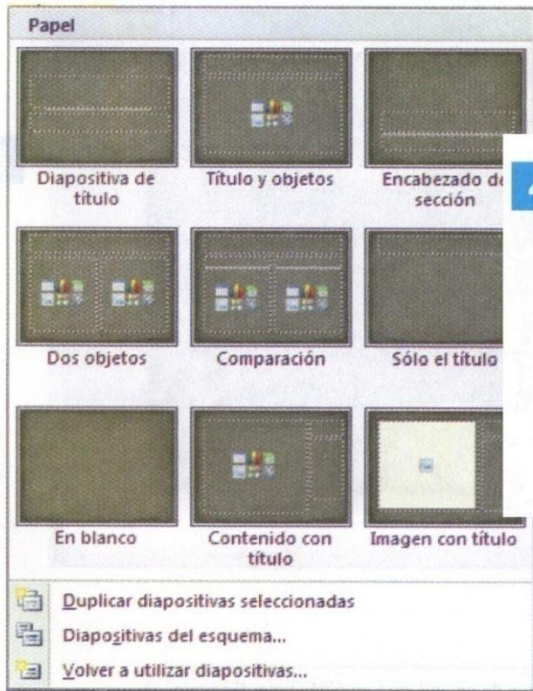 Papel
Diapositiva de
título
Título y objetos
Encabezado de
sección
Dos objetos
Comparación
Sólo el título
En blanco
Contenido con
título
Imagen con título
Duplicar diapositivas seleccionadas
Diapositivas del esquema...
Volver a utilizar diapositivas...